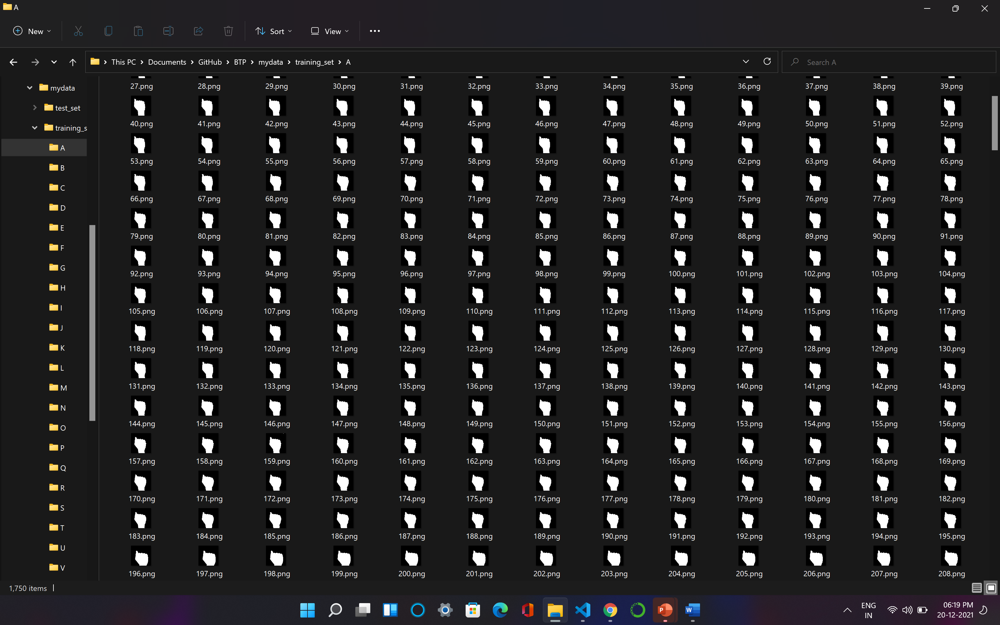 A
New
Sort
View
This PC > Documents > GitHub > BTP > mydata > training_set > A
Search A
mydata
test_set
training_s
A
B
C
D
E
F
G
H
I
J
K
L
M
N
O
P
Q
R
S
T
U
V
27.png 28.png 29.png 30.png 31.png 32.png 33.png 34.png 35.png 36.png 37.png 38.png 39.png
40.png 41.png 42.png 43.png 44.png 45.png 46.png 47.png 48.png 49.png 50.png 51.png 52.png
53.png 54.png 55.png 56.png 57.png 58.png 59.png 60.png 61.png 62.png 63.png 64.png 65.png
66.png 67.png 68.png 69.png 70.png 71.png 72.png 73.png 74.png 75.png 76.png 77.png 78.png
79.png 80.png 81.png 82.png 83.png 84.png 85.png 86.png 87.png 88.png 89.png 90.png 91.png
92.png 93.png 94.png 95.png 96.png 97.png 98.png 99.png 100.png 101.png 102.png 103.png 104.png
105.png 106.png 107.png 108.png 109.png 110.png 111.png 112.png 113.png 114.png 115.png 116.png 117.png
118.png 119.png 120.png 121.png 122.png 123.png 124.png 125.png 126.png 127.png 128.png 129.png 130.png
131.png 132.png 133.png 134.png 135.png 136.png 137.png 138.png 139.png 140.png 141.png 142.png 143.png
144.png 145.png 146.png 147.png 148.png 149.png 150.png 151.png 152.png 153.png 154.png 155.png 156.png
157.png 158.png 159.png 160.png 161.png 162.png 163.png 164.png 165.png 166.png 167.png 168.png 169.png
170.png 171.png 172.png 173.png 174.png 175.png 176.png 177.png 178.png 179.png 180.png 181.png 182.png
183.png 184.png 185.png 186.png 187.png 188.png 189.png 190.png 191.png 192.png 193.png 194.png 195.png
196.png 197.png 198.png 199.png 200.png 201.png 202.png 203.png 204.png 205.png 206.png 207.png 208.png
1,750 items
P
W
ENG
IN
06:19 PM
20-12-2021